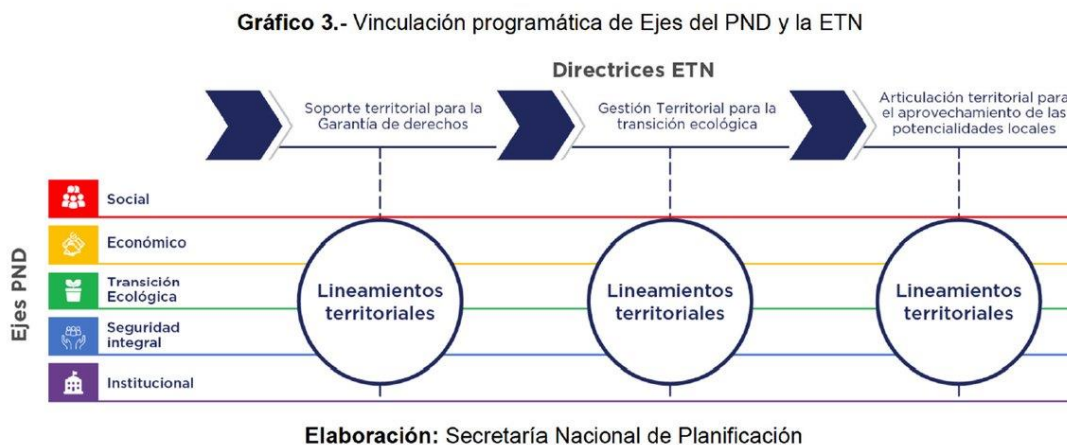 Gráfico 3.- Vinculación programática de Ejes del PND y la ETN
Directrices ETN
Soporte territorial para la
Garantía de derechos
Gestión Territorial para la
transición ecológica
Articulación territorial para
el aprovechamiento de las
potencialidades locales
Ejes PND
Social
Económico
Transición
Ecológica
Seguridad
integral
Institucional
Lineamientos
territoriales
Lineamientos
territoriales
Lineamientos
territoriales
Elaboración: Secretaría Nacional de Planificación